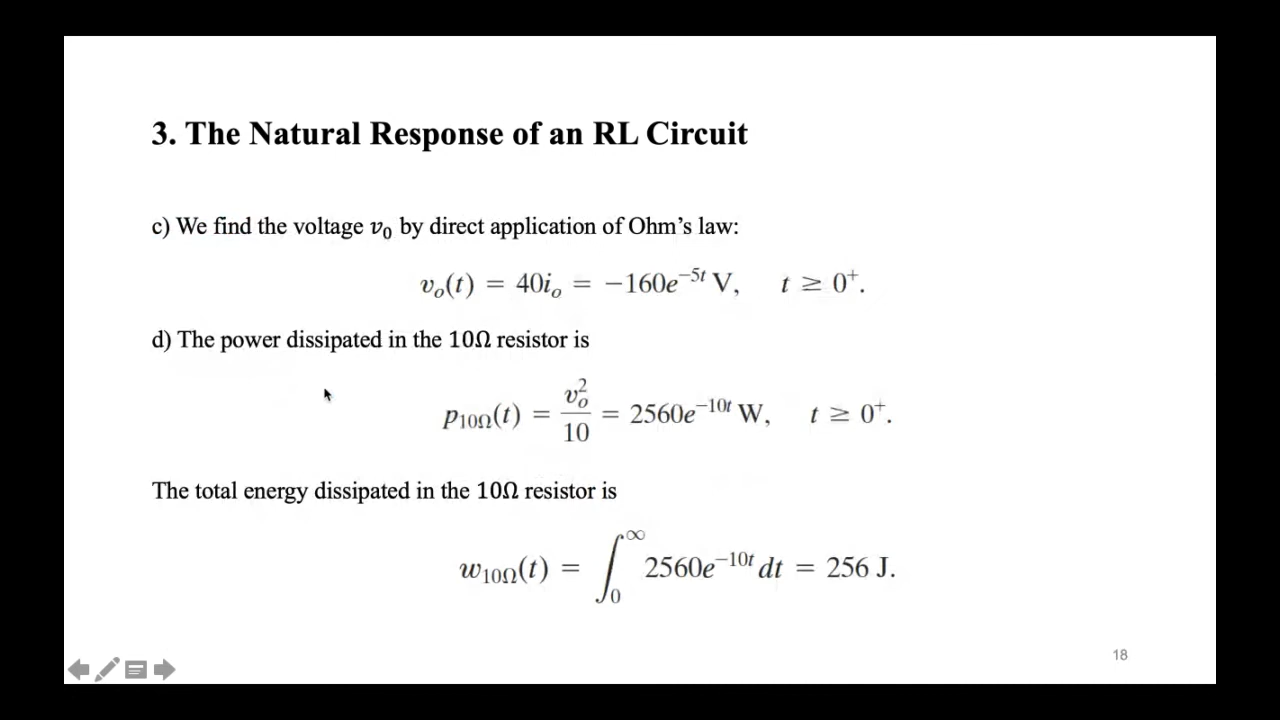 3. The Natural Response of an RL Circuit
c) We find the voltage v₀ by direct application of Ohm's law:
vₒ(t) = 40iₒ = −160e⁻⁵ᵗ V, t ≥ 0⁺.
d) The power dissipated in the 10Ω resistor is
p₁₀Ω(t) = vₒ²/10 = 2560e⁻¹⁰ᵗ W, t ≥ 0⁺.
The total energy dissipated in the 10Ω resistor is
w₁₀Ω(t) = ∫₀^∞ 2560e⁻¹⁰ᵗ dt = 256 J.
18